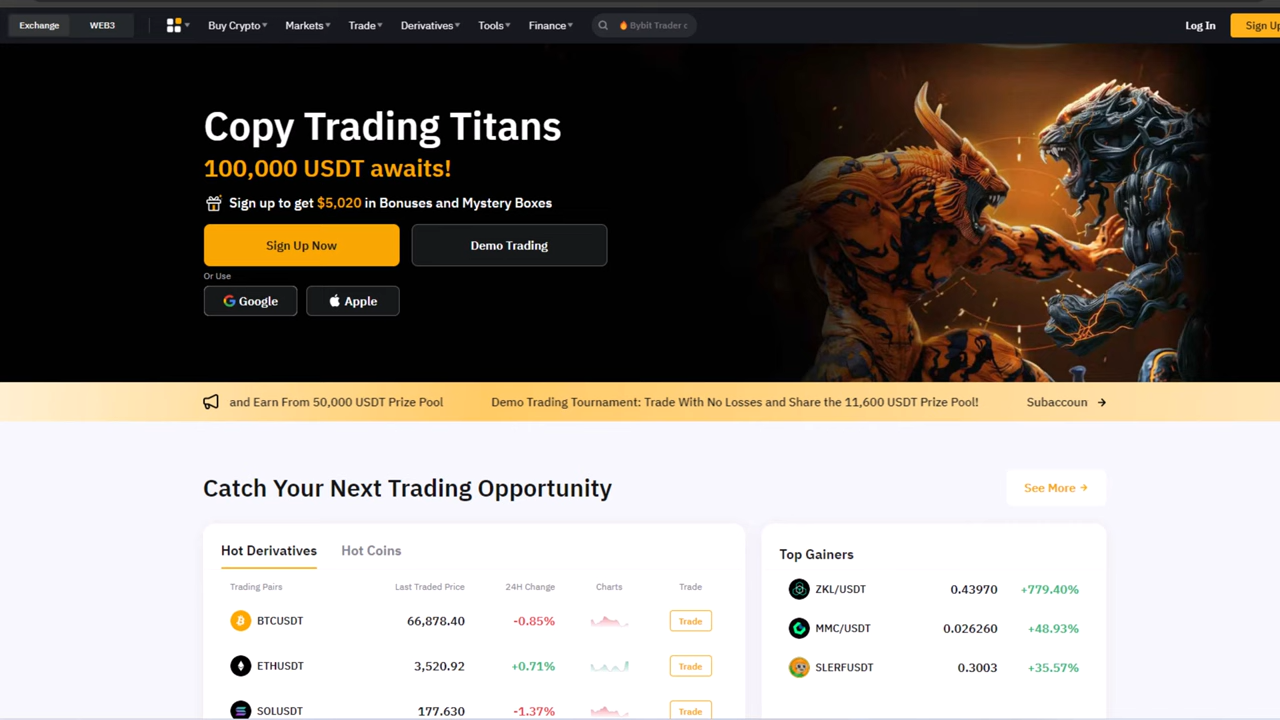 Exchange WEB3 Buy Crypto Markets Trade Derivatives Tools Finance Bybit Trader c Log In Sign Up
Copy Trading Titans
100,000 USDT awaits!
Sign up to get $5,020 in Bonuses and Mystery Boxes
Sign Up Now Demo Trading
Or Use
Google Apple
and Earn From 50,000 USDT Prize Pool Demo Trading Tournament: Trade With No Losses and Share the 11,600 USDT Prize Pool! Subaccoun
Catch Your Next Trading Opportunity See More
Hot Derivatives Hot Coins
Trading Pairs Last Traded Price 24H Change Charts Trade
BTCUSDT 66,878.40 -0.85% Trade
ETHUSDT 3,520.92 +0.71% Trade
SOLUSDT 177.630 -1.37% Trade
Top Gainers
ZKL/USDT 0.43970 +779.40%
MMC/USDT 0.026260 +48.93%
SLERFUSDT 0.3003 +35.57%